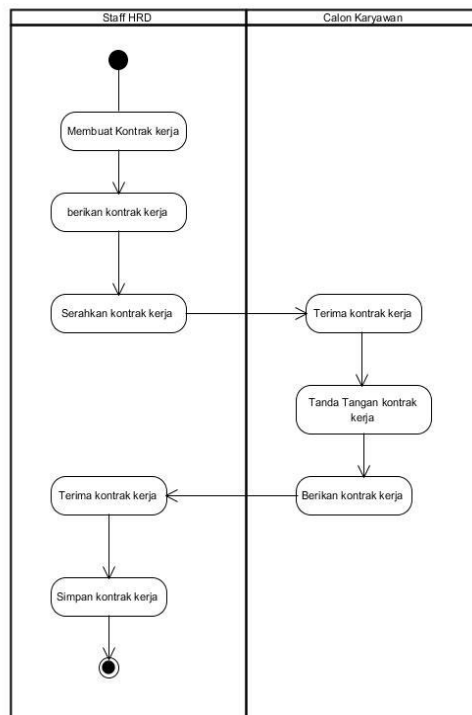 Staff HRD
Calon Karyawan
Membuat Kontrak kerja
berikan kontrak kerja
Serahkan kontrak kerja
Terima kontrak kerja
Tanda Tangan kontrak
kerja
Berikan kontrak kerja
Terima kontrak kerja
Simpan kontrak kerja